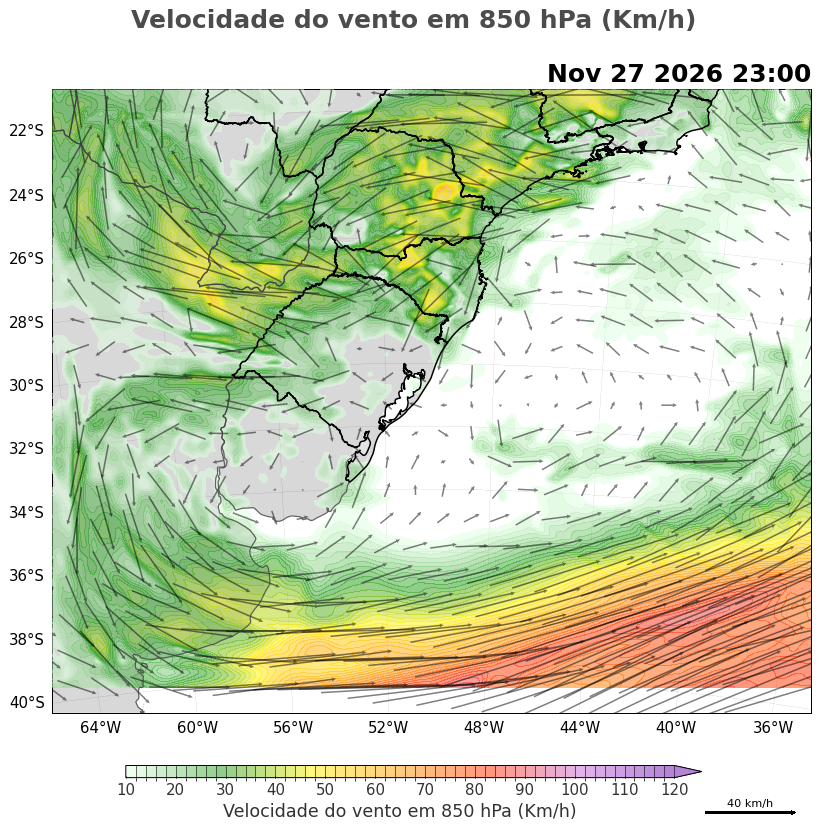 Velocidade do vento em 850 hPa (Km/h)
Nov 27 2026 23:00
22°S
24°S
26°S
28°S
30°S
32°S
34°S
36°S
38°S
40°S
64°W 60°W 56°W 52°W 48°W 44°W 40°W 36°W
10 20 30 40 50 60 70 80 90 100 110 120
Velocidade do vento em 850 hPa (Km/h)
40 km/h